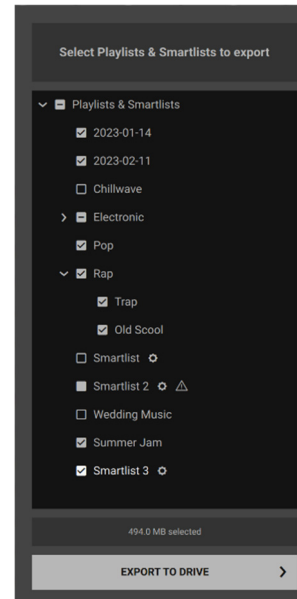 Select Playlists & Smartlists to export
Playlists & Smartlists
2023-01-14
2023-02-11
Chillwave
Electronic
Pop
Rap
Trap
Old Scool
Smartlist
Smartlist 2
Wedding Music
Summer Jam
Smartlist 3
494.0 MB selected
EXPORT TO DRIVE